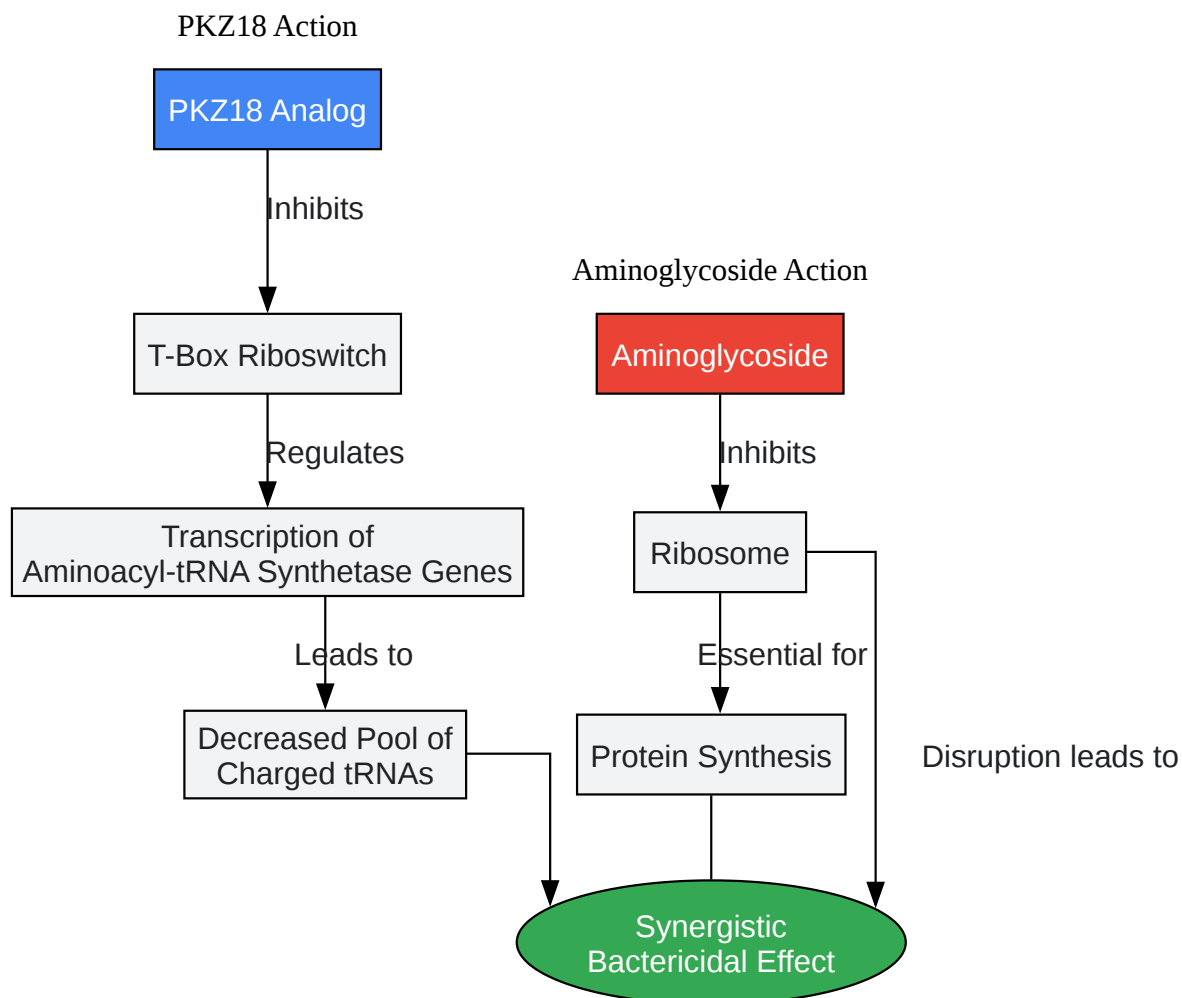 PKZ18 Action
PKZ18 Analog
Inhibits
T-Box Riboswitch
Regulates
Transcription of
Aminoacyl-tRNA Synthetase Genes
Leads to
Decreased Pool of
Charged tRNAs
Aminoglycoside Action
Aminoglycoside
Inhibits
Ribosome
Essential for
Protein Synthesis
Disruption leads to
Synergistic
Bactericidal Effect